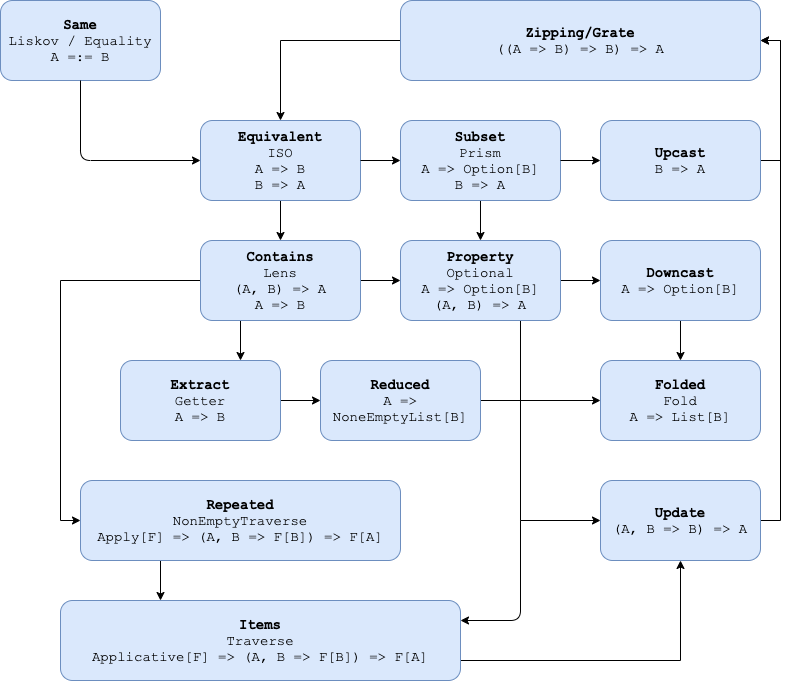 Same
Liskov / Equality
A =:= B
Zipping/Grate
((A => B) => B) => A
Equivalent
ISO
A => B
B => A
Subset
Prism
A => Option[B]
B => A
Upcast
B => A
Contains
Lens
(A, B) => A
A => B
Property
Optional
A => Option[B]
(A, B) => A
Downcast
A => Option[B]
Extract
Getter
A => B
Reduced
A =>
NoneEmptyList[B]
Folded
Fold
A => List[B]
Repeated
NonEmptyTraverse
Apply[F] => (A, B => F[B]) => F[A]
Update
(A, B => B) => A
Items
Traverse
Applicative[F] => (A, B => F[B]) => F[A]